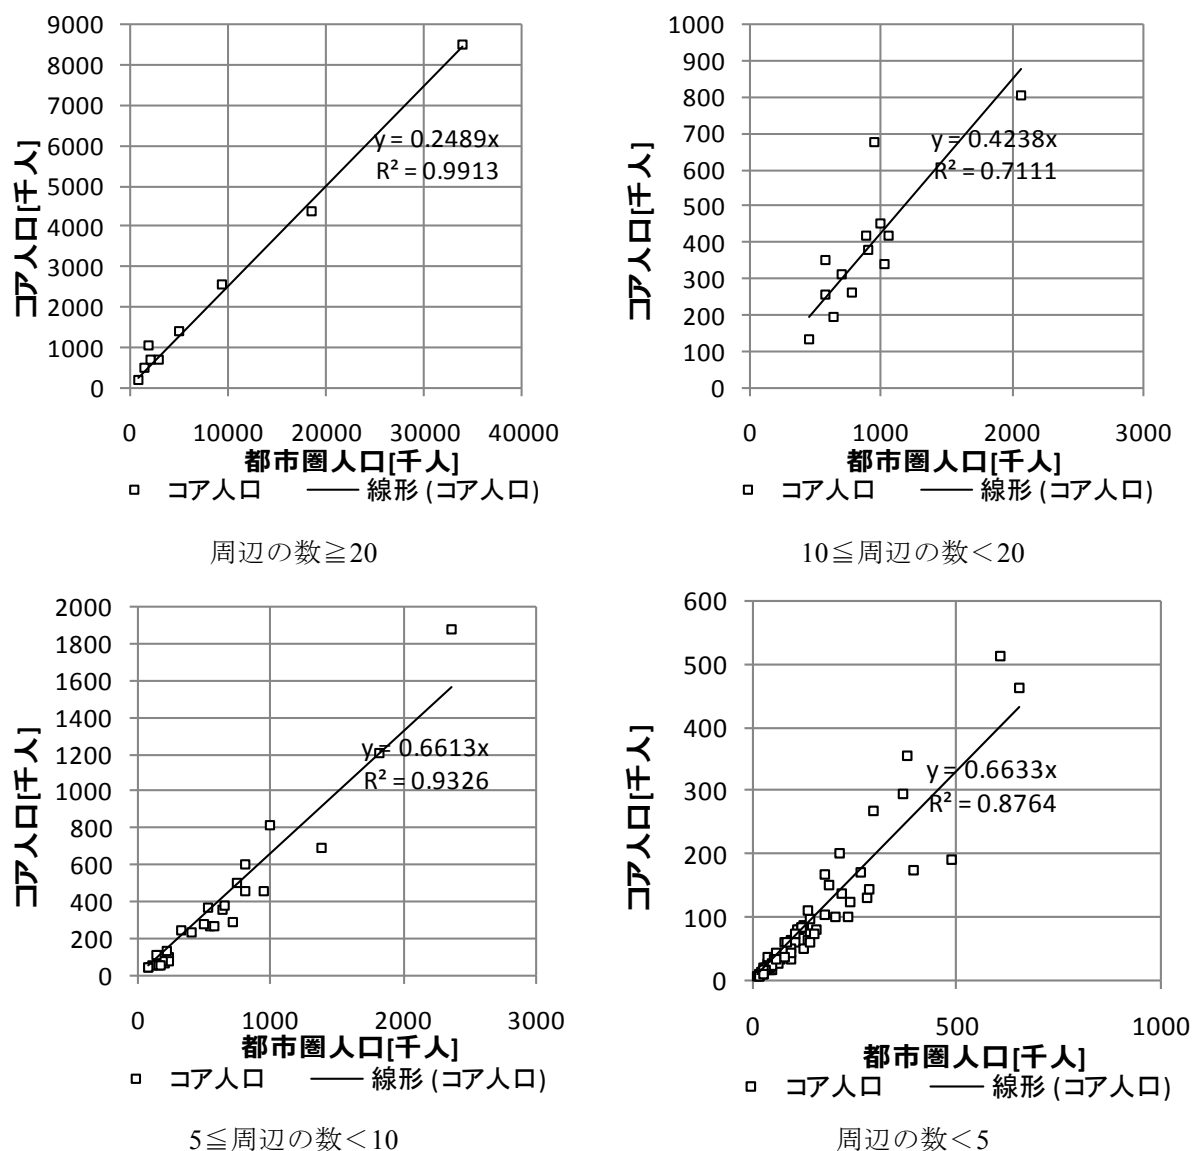 9000
8000
7000
6000
5000
4000
3000
2000
1000
0
コア人口[千人]
y = 0.2489x
R² = 0.9913
0 10000 20000 30000 40000
都市圏人口[千人]
コア人口 線形 (コア人口)
周辺の数≧20
1000
900
800
700
600
500
400
300
200
100
0
コア人口[千人]
y = 0.4238x
R² = 0.7111
0 1000 2000 3000
都市圏人口[千人]
コア人口 線形 (コア人口)
10≦周辺の数＜20
2000
1800
1600
1400
1200
1000
800
600
400
200
0
コア人口[千人]
y = 0.6613x
R² = 0.9326
0 1000 2000 3000
都市圏人口[千人]
コア人口 線形 (コア人口)
5≦周辺の数＜10
600
500
400
300
200
100
0
コア人口[千人]
y = 0.6633x
R² = 0.8764
0 500 1000
都市圏人口[千人]
コア人口 線形 (コア人口)
周辺の数＜5